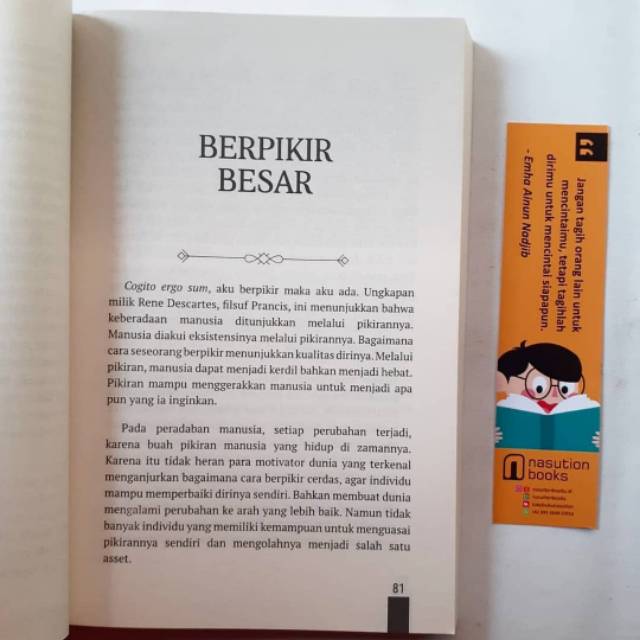 BERPIKIR
BESAR
Cogito ergo sum, aku berpikir maka aku ada. Ungkapan
milik Rene Descartes, filsuf Prancis, ini menunjukkan bahwa
keberadaan manusia ditunjukkan melalui pikirannya.
Manusia diakui eksistensinya melalui pikirannya. Bagaimana
cara seseorang berpikir menunjukkan kualitas dirinya. Melalui
pikiran, manusia dapat menjadi kerdil bahkan menjadi hebat.
Pikiran mampu menggerakkan manusia untuk menjadi apa
pun yang ia inginkan.
Pada peradaban manusia, setiap perubahan terjadi,
karena buah pikiran manusia yang hidup di zamannya.
Karena itu tidak heran para motivator dunia yang terkenal
menganjurkan bagaimana cara berpikir cerdas, agar individu
mampu memperbaiki dirinya sendiri. Bahkan membuat dunia
mengalami perubahan ke arah yang lebih baik. Namun tidak
banyak individu yang memiliki kemampuan untuk menguasai
pikirannya sendiri dan mengolahnya menjadi salah satu
asset.
81
Jangan tagih orang lain untuk
mencintaimu, tetapi tagihlah
dirimu untuk mencintai siapapun.
- Emha Ainun Nadjib
nasution
books